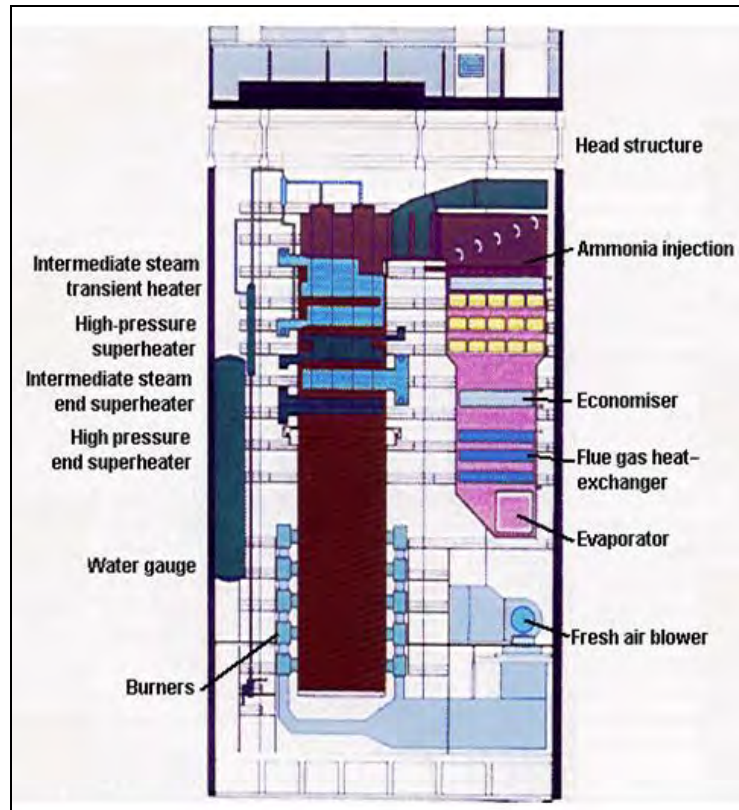 Head structure
Ammonia injection
Intermediate steam
transient heater
High-pressure
superheater
Intermediate steam
end superheater
High pressure
end superheater
Economiser
Flue gas heat-
exchanger
Evaporator
Water gauge
Fresh air blower
Burners